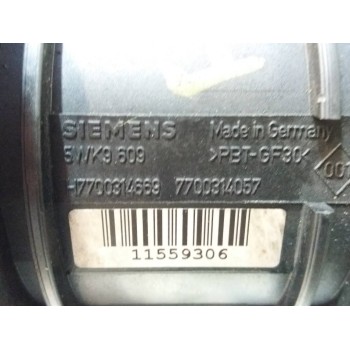 SIEMENS Made in Germany
5WK9 609 >PBT-GF30<
H7700314669 7700314057
11559306